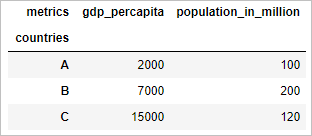 metrics gdp_percapita population_in_million
countries
A 2000 100
B 7000 200
C 15000 120